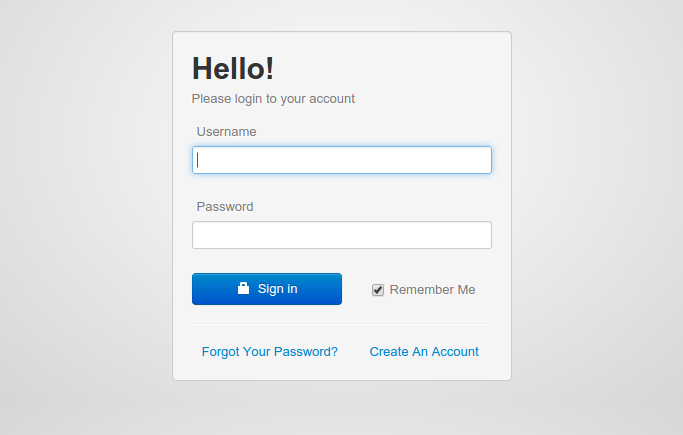 Hello!
Please login to your account
Username
Password
Sign in
Remember Me
Forgot Your Password?
Create An Account